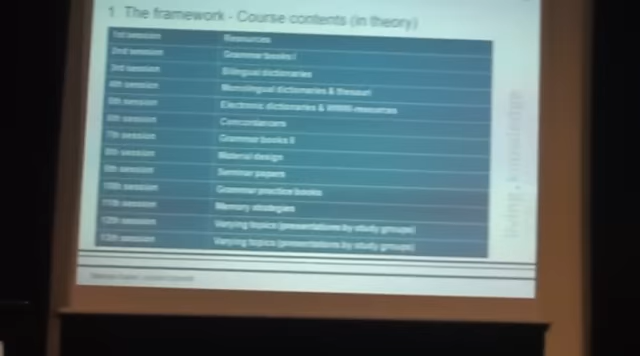 1 The framework - Course contents (in theory)
1st session Resources
2nd session Grammar books I
3rd session Bilingual dictionaries
4th session Monolingual dictionaries & thesauri
5th session Electronic dictionaries & WWW-resources
6th session Concordancers
7th session Grammar books II
8th session Material design
9th session Seminar papers
10th session Grammar practice books
11th session Memory strategies
12th session Varying topics (presentations by study groups)
13th session Varying topics (presentations by study groups)
living knowledge